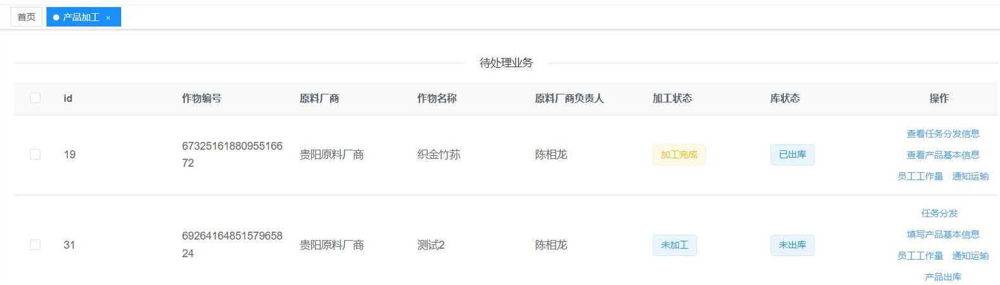 首页 产品加工 ×
待处理业务
id 作物编号 原料厂商 作物名称 原料厂商负责人 加工状态 库状态 操作
查看任务分发信息
19 67325161880955166 贵阳原料厂商 织金竹荪 陈相龙 加工完成 已出库 查看产品基本信息
72
员工工作量 通知运输
任务分发
69264164851579658 填写产品基本信息
31 贵阳原料厂商 测试2 陈相龙 未加工 未出库
24 员工工作量 通知运输
产品出库